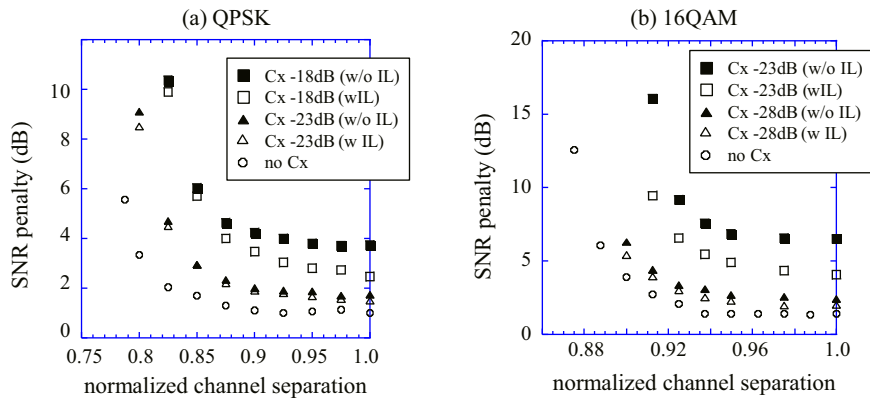 (a) QPSK
SNR penalty (dB)
10
8
6
4
2
0
Cx -18dB (w/o IL)
Cx -18dB (wIL)
Cx -23dB (w/o IL)
Cx -23dB (w IL)
no Cx
0.75
0.8
0.85
0.9
0.95
1.0
normalized channel separation
(b) 16QAM
SNR penalty (dB)
20
15
10
5
0
Cx -23dB (w/o IL)
Cx -23dB (wIL)
Cx -28dB (w/o IL)
Cx -28dB (w IL)
no Cx
0.88
0.92
0.96
1.0
normalized channel separation